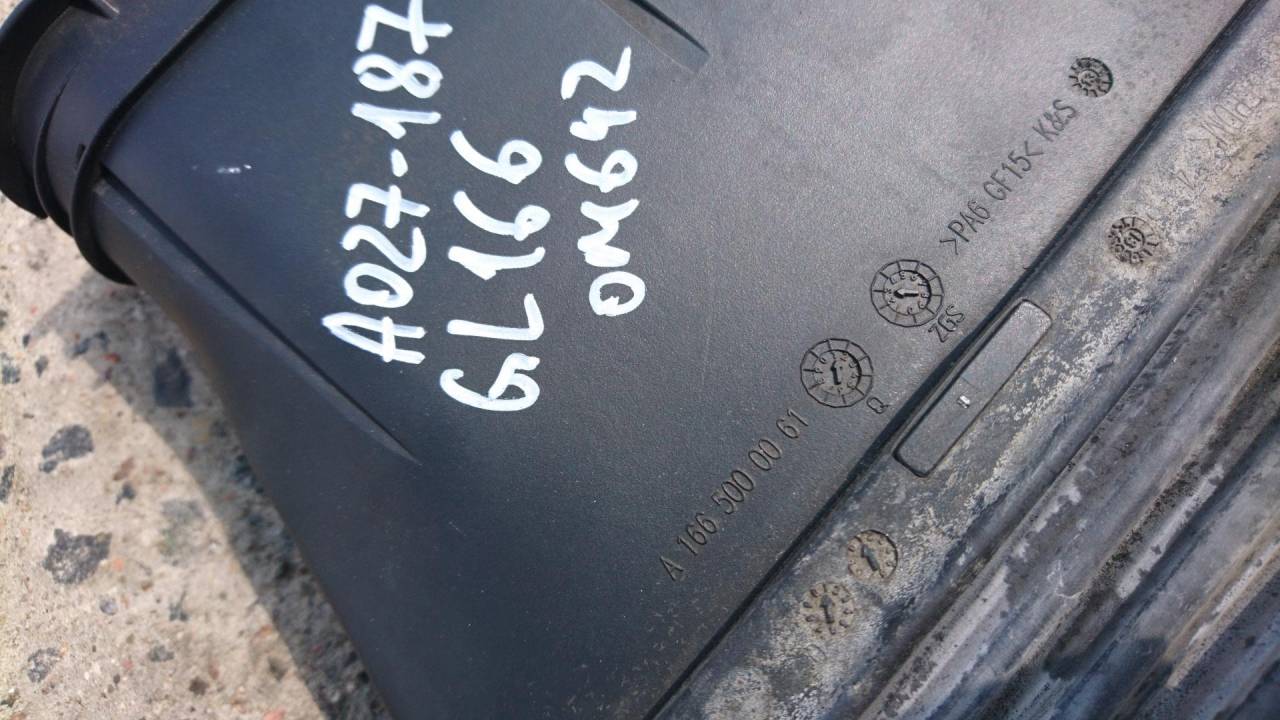 A027-187
GL166
OM642
A 166 500 00 61
Q
ZGS
>PA6 GF15< K&S